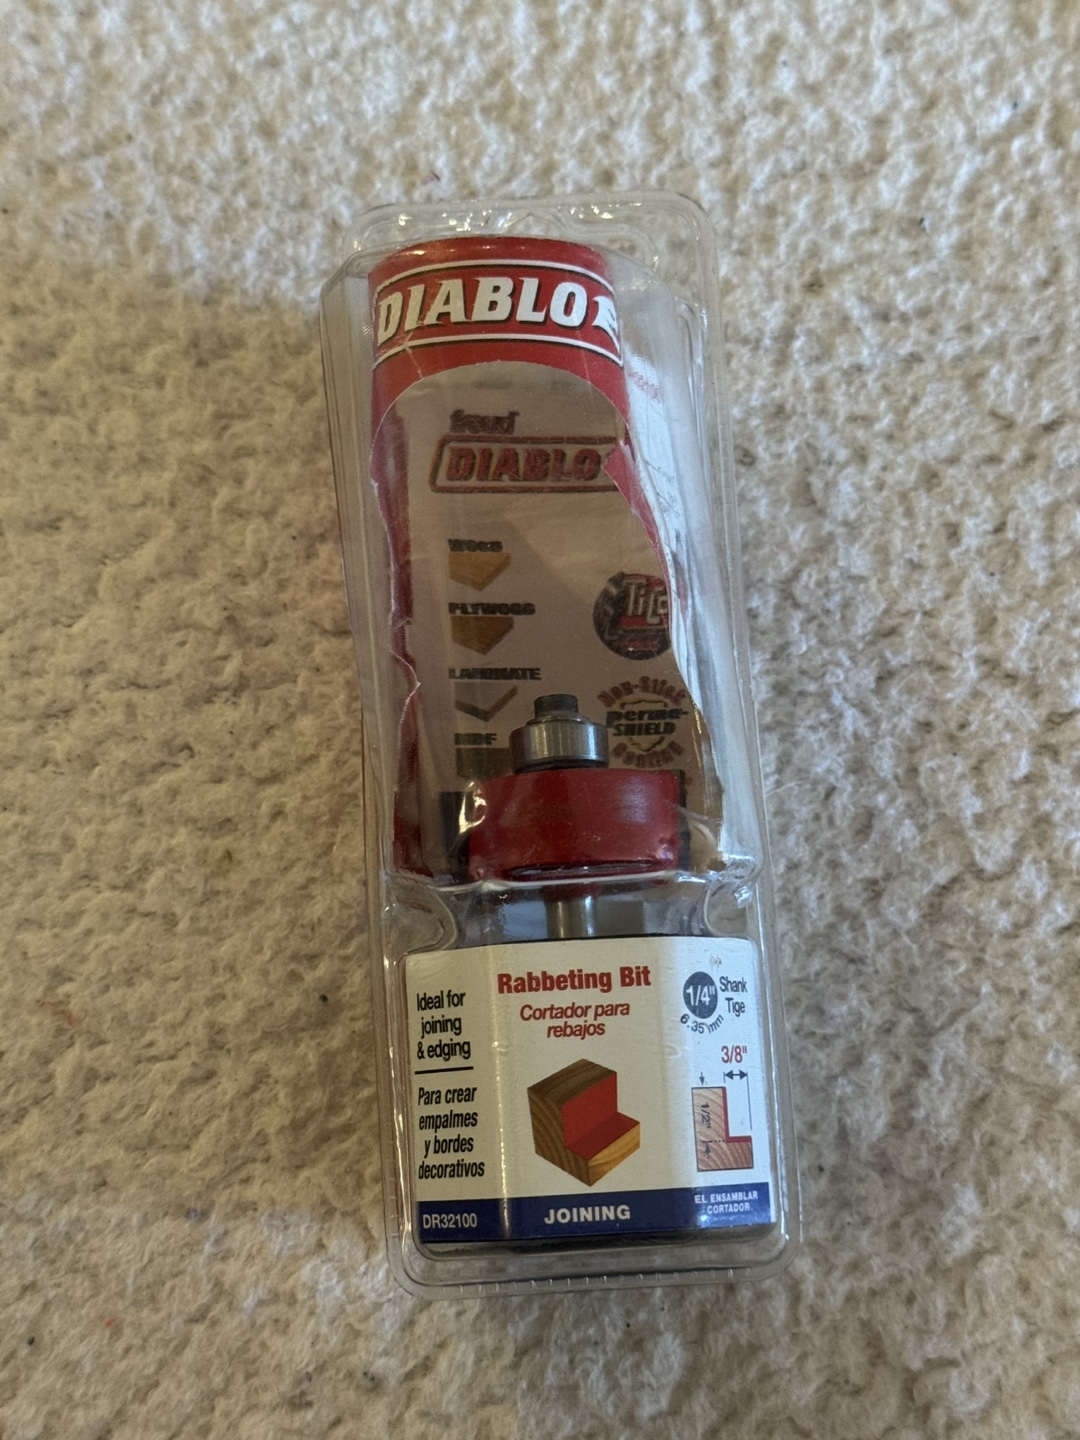 DIABLO
freud
DIABLO
WOOD
PLYWOOD
TiCo
LAMINATE
Non-Stick
perma-
SHIELD
MDF
COATING
Rabbeting Bit
Cortador para
rebajos
1/4"
Shank
Tige
6.35 mm
Ideal for
joining
& edging
3/8"
1/2"
Para crear
empalmes
y bordes
decorativos
DR32100
JOINING
EL ENSAMBLAR
CORTADOR